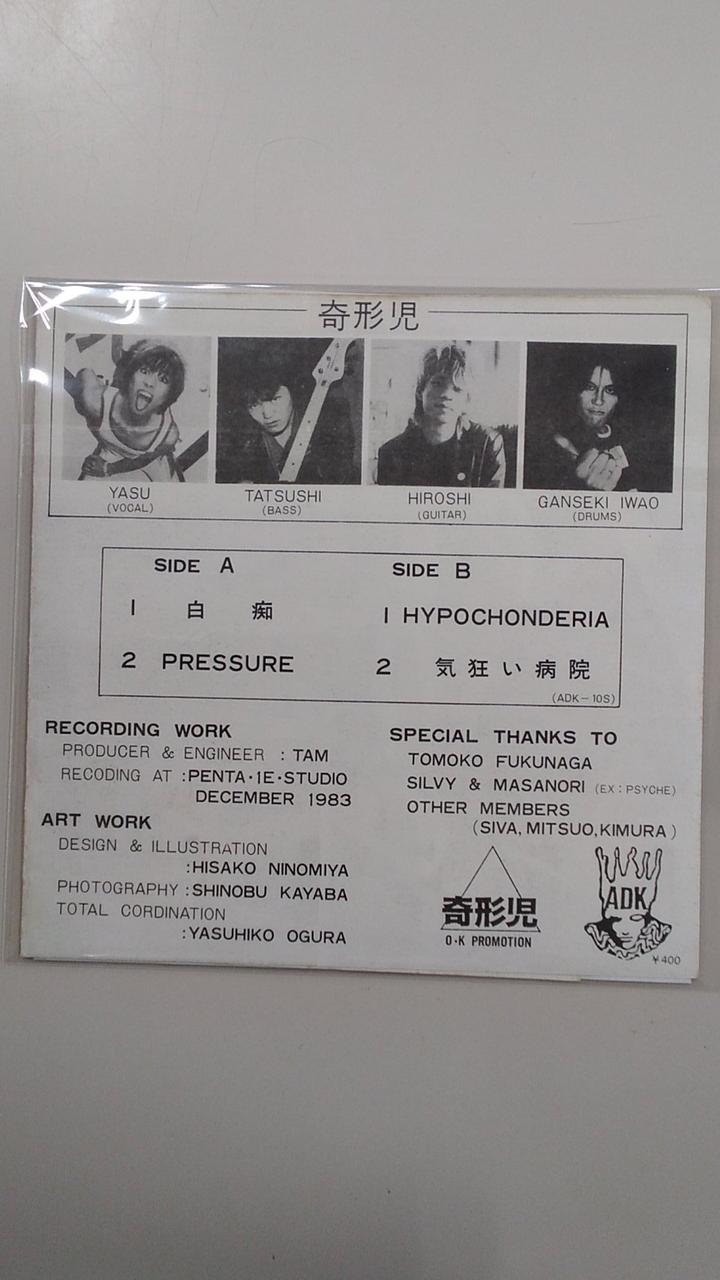 奇形児
YASU
(VOCAL)
TATSUSHI
(BASS)
HIROSHI
(GUITAR)
GANSEKI IWAO
(DRUMS)
SIDE A
1 白痴
2 PRESSURE
SIDE B
1 HYPOCHONDERIA
2 気狂い病院
(ADK-10S)
RECORDING WORK
PRODUCER & ENGINEER : TAM
RECODING AT :PENTA・1E・STUDIO
DECEMBER 1983
ART WORK
DESIGN & ILLUSTRATION
:HISAKO NINOMIYA
PHOTOGRAPHY :SHINOBU KAYABA
TOTAL CORDINATION
:YASUHIKO OGURA
SPECIAL THANKS TO
TOMOKO FUKUNAGA
SILVY & MASANORI (EX : PSYCHE)
OTHER MEMBERS
(SIVA, MITSUO, KIMURA)
奇形児
O・K PROMOTION
ADK
¥400